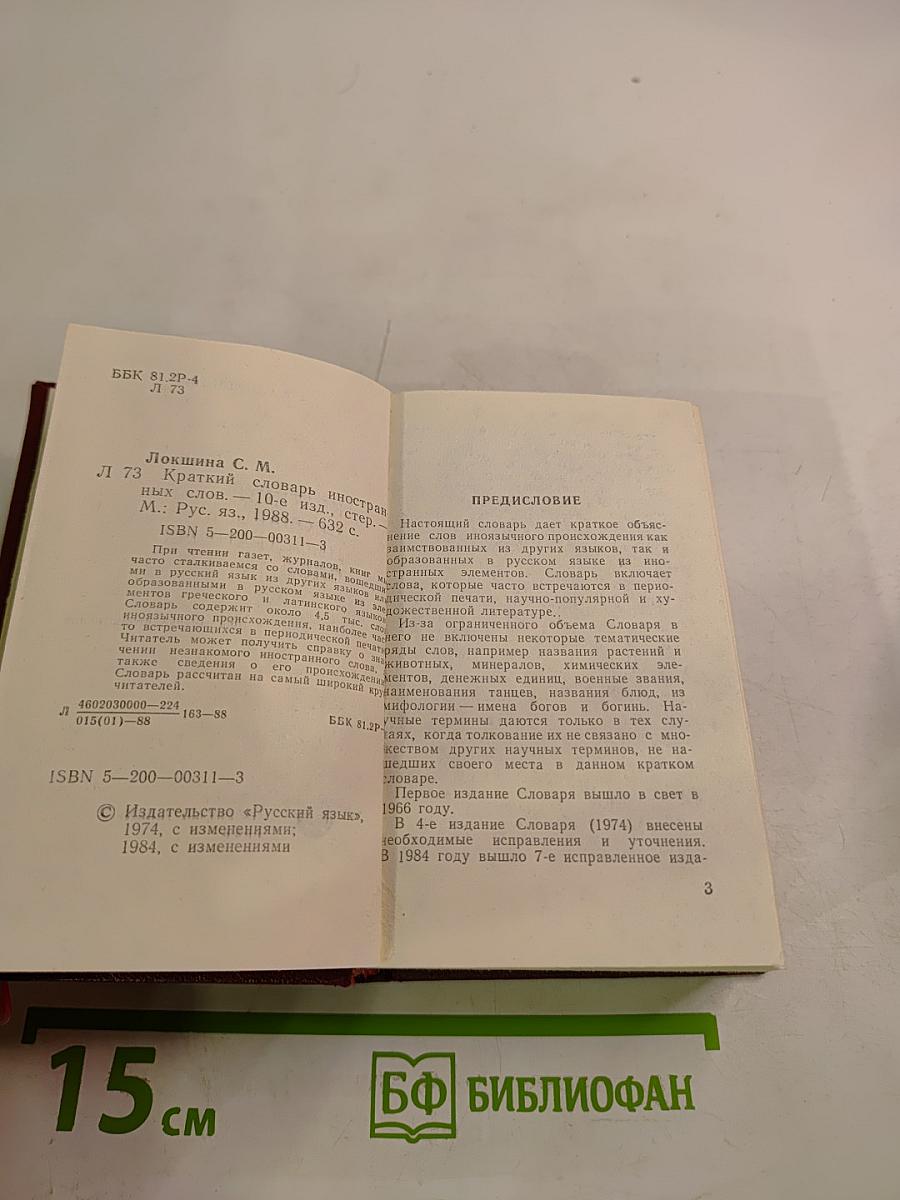 ББК 81.2Р-4
Л 73
Локшина С. М.
Л 73 Краткий словарь иностран
ных слов. — 10-е изд., стер. —
М.: Рус. яз., 1988. — 632 с.
ISBN 5—200—00311—3
При чтении газет, журналов, книг мы
часто сталкиваемся со словами, вошедши
ми в русский язык из других языков или
образованными в русском языке из эле
ментов греческого и латинского языков
Словарь содержит около 4,5 тыс. сло
иноязычного происхождения, наиболее час
то встречающихся в периодической печати
Читатель может получить справку о зна
чении незнакомого иностранного слова, а
также сведения о его происхождении
Словарь рассчитан на самый широкий круг
читателей.
Л 4602030000—224 163—88
015(01)—88
ББК 81.2Р-
ISBN 5—200—00311—3
© Издательство «Русский язык»,
1974, с изменениями;
1984, с изменениями
ПРЕДИСЛОВИЕ
Настоящий словарь дает краткое объяс-
нение слов иноязычного происхождения как
заимствованных из других языков, так и
образованных в русском языке из ино-
странных элементов. Словарь включает
слова, которые часто встречаются в перио-
дической печати, научно-популярной и ху-
дожественной литературе.
Из-за ограниченного объема Словаря в
него не включены некоторые тематические
ряды слов, например названия растений и
животных, минералов, химических эле-
ментов, денежных единиц, военные звания,
наименования танцев, названия блюд, из
мифологии — имена богов и богинь. На-
учные термины даются только в тех слу-
чаях, когда толкование их не связано с мно-
жеством других научных терминов, не на-
шедших своего места в данном кратком
словаре.
Первое издание Словаря вышло в свет в
1966 году.
В 4-е издание Словаря (1974) внесены
необходимые исправления и уточнения.
В 1984 году вышло 7-е исправленное изда-
3
15 см
БФ БИБЛИОФАН